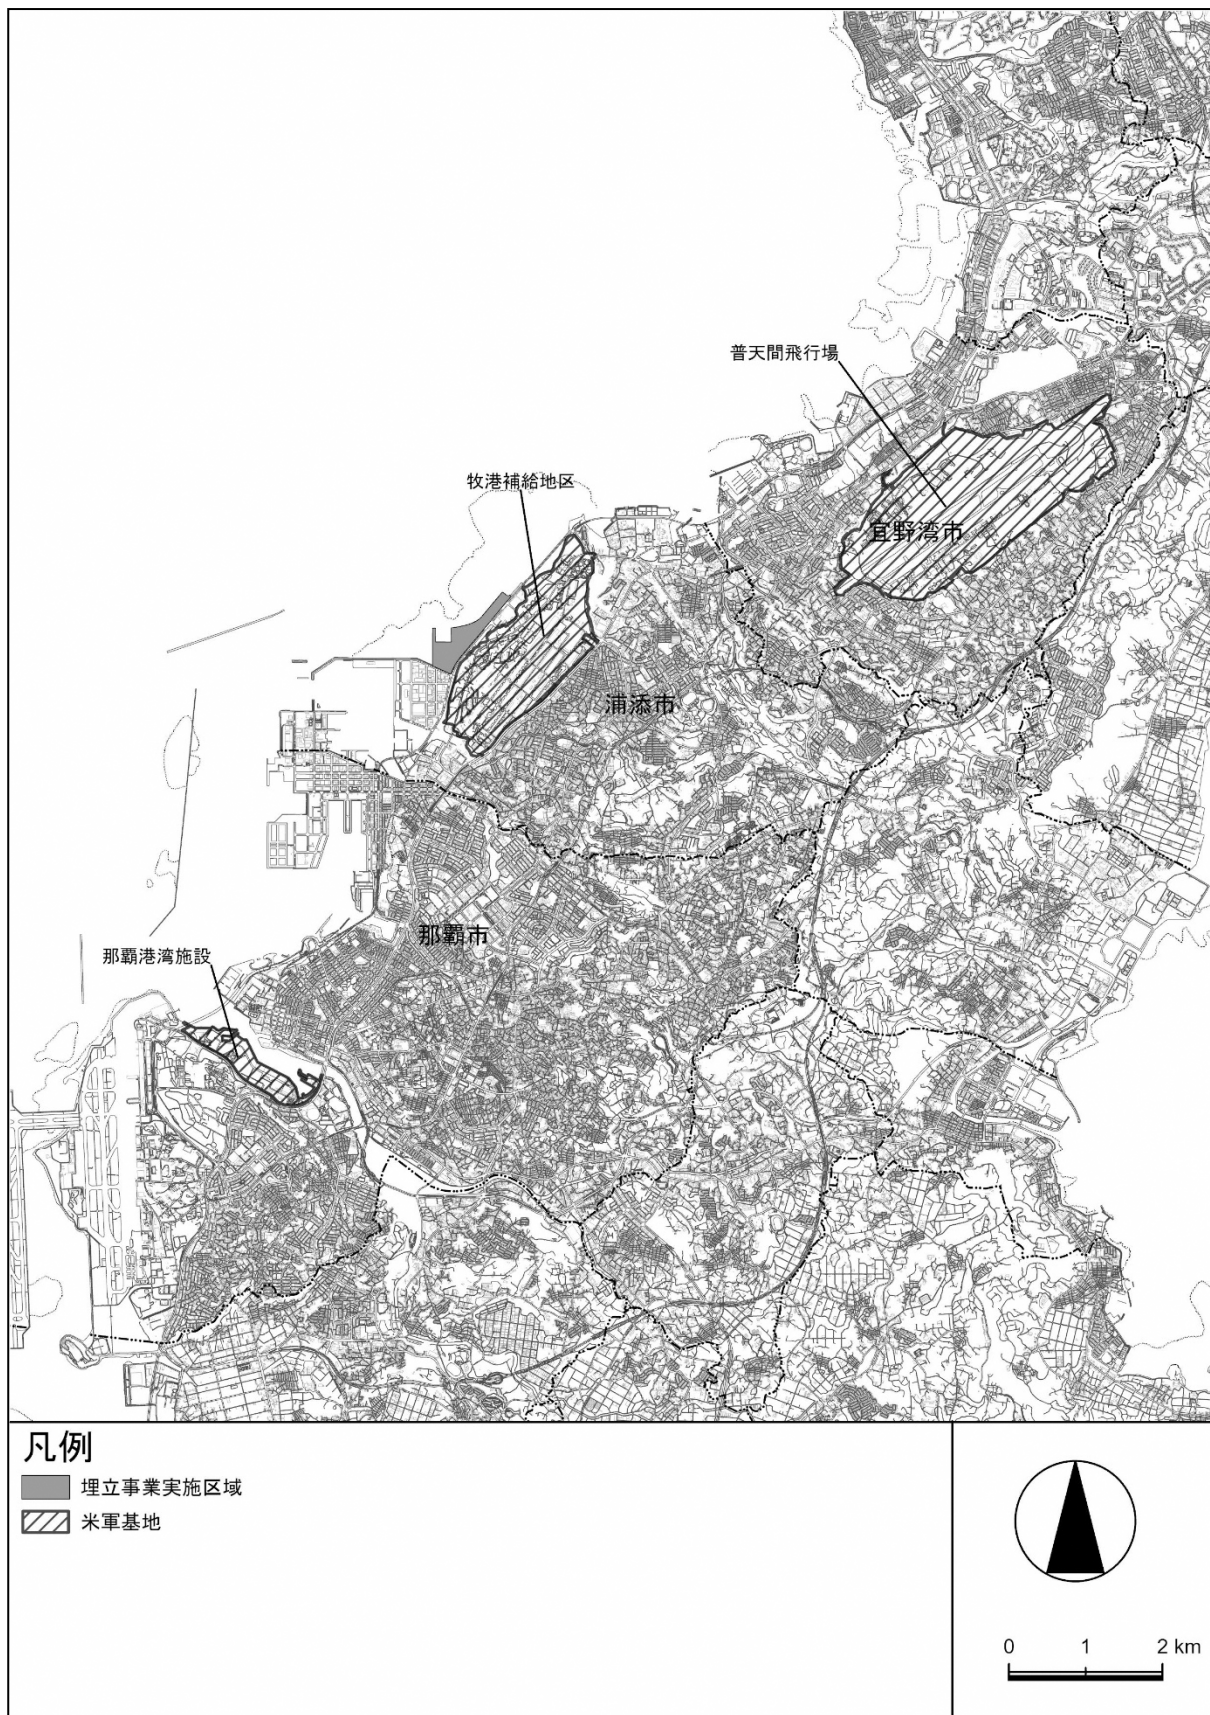 普天間飛行場
牧港補給地区
宜野湾市
浦添市
那覇市
那覇港湾施設
凡例
埋立事業実施区域
米軍基地
0 1 2 km